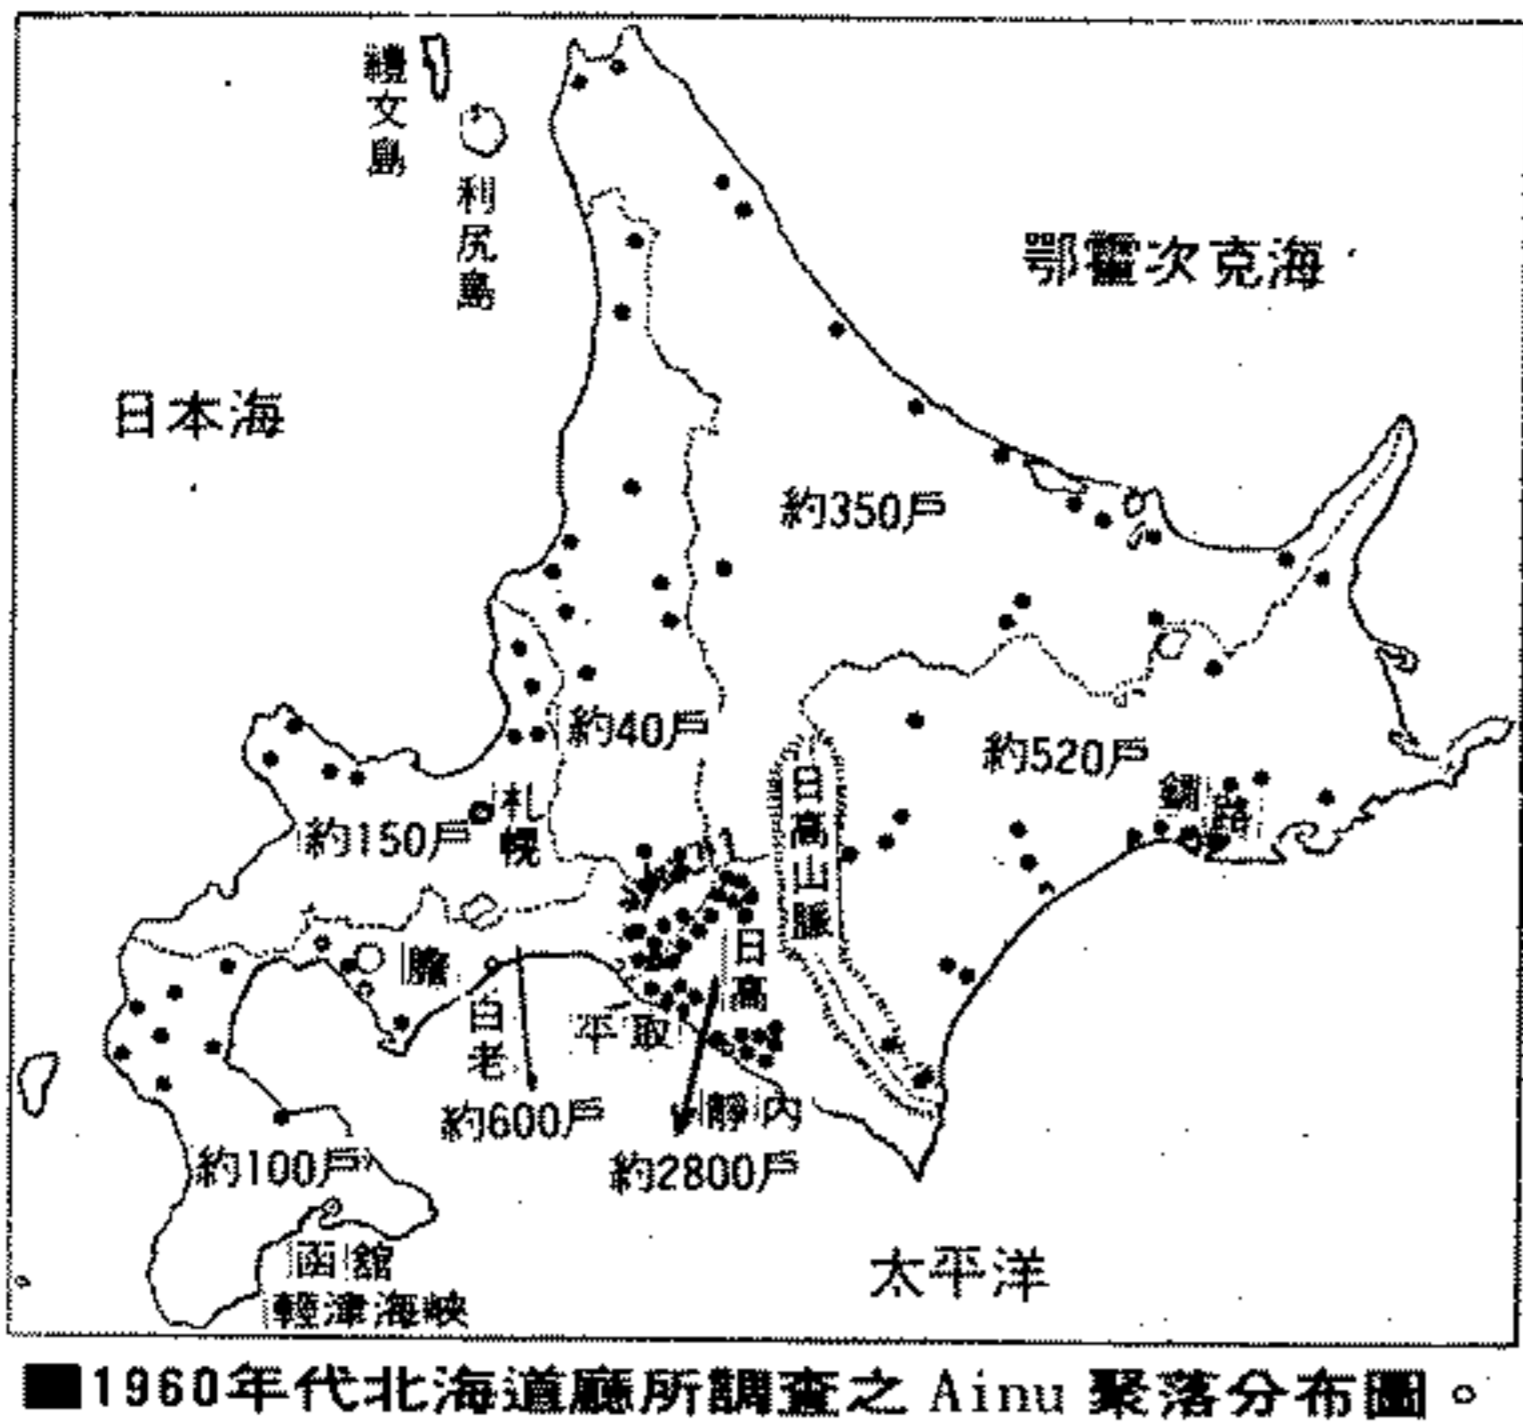 禮文島
利尻島
鄂霍次克海
日本海
約350戶
約40戶
約520戶
釧路
札幌
約150戶
日高山脈
膽
日高
白老
平取
靜內
約600戶
約2800戶
約100戶
函館
輕津海峽
太平洋
■1960年代北海道廳所調查之 Ainu 聚落分布圖。